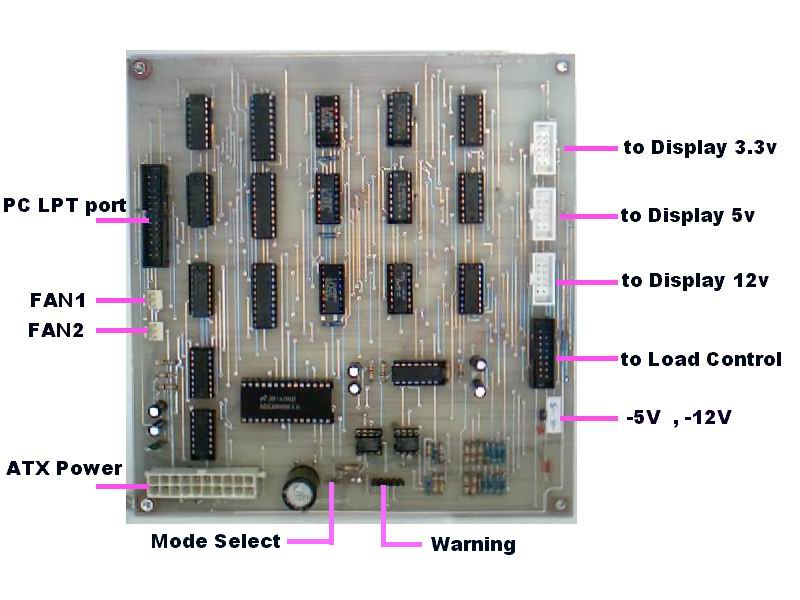 to Display 3.3v
PC LPT port
to Display 5v
to Display 12v
FAN1
FAN2
to Load Control
-5V , -12V
ATX Power
Mode Select
Warning